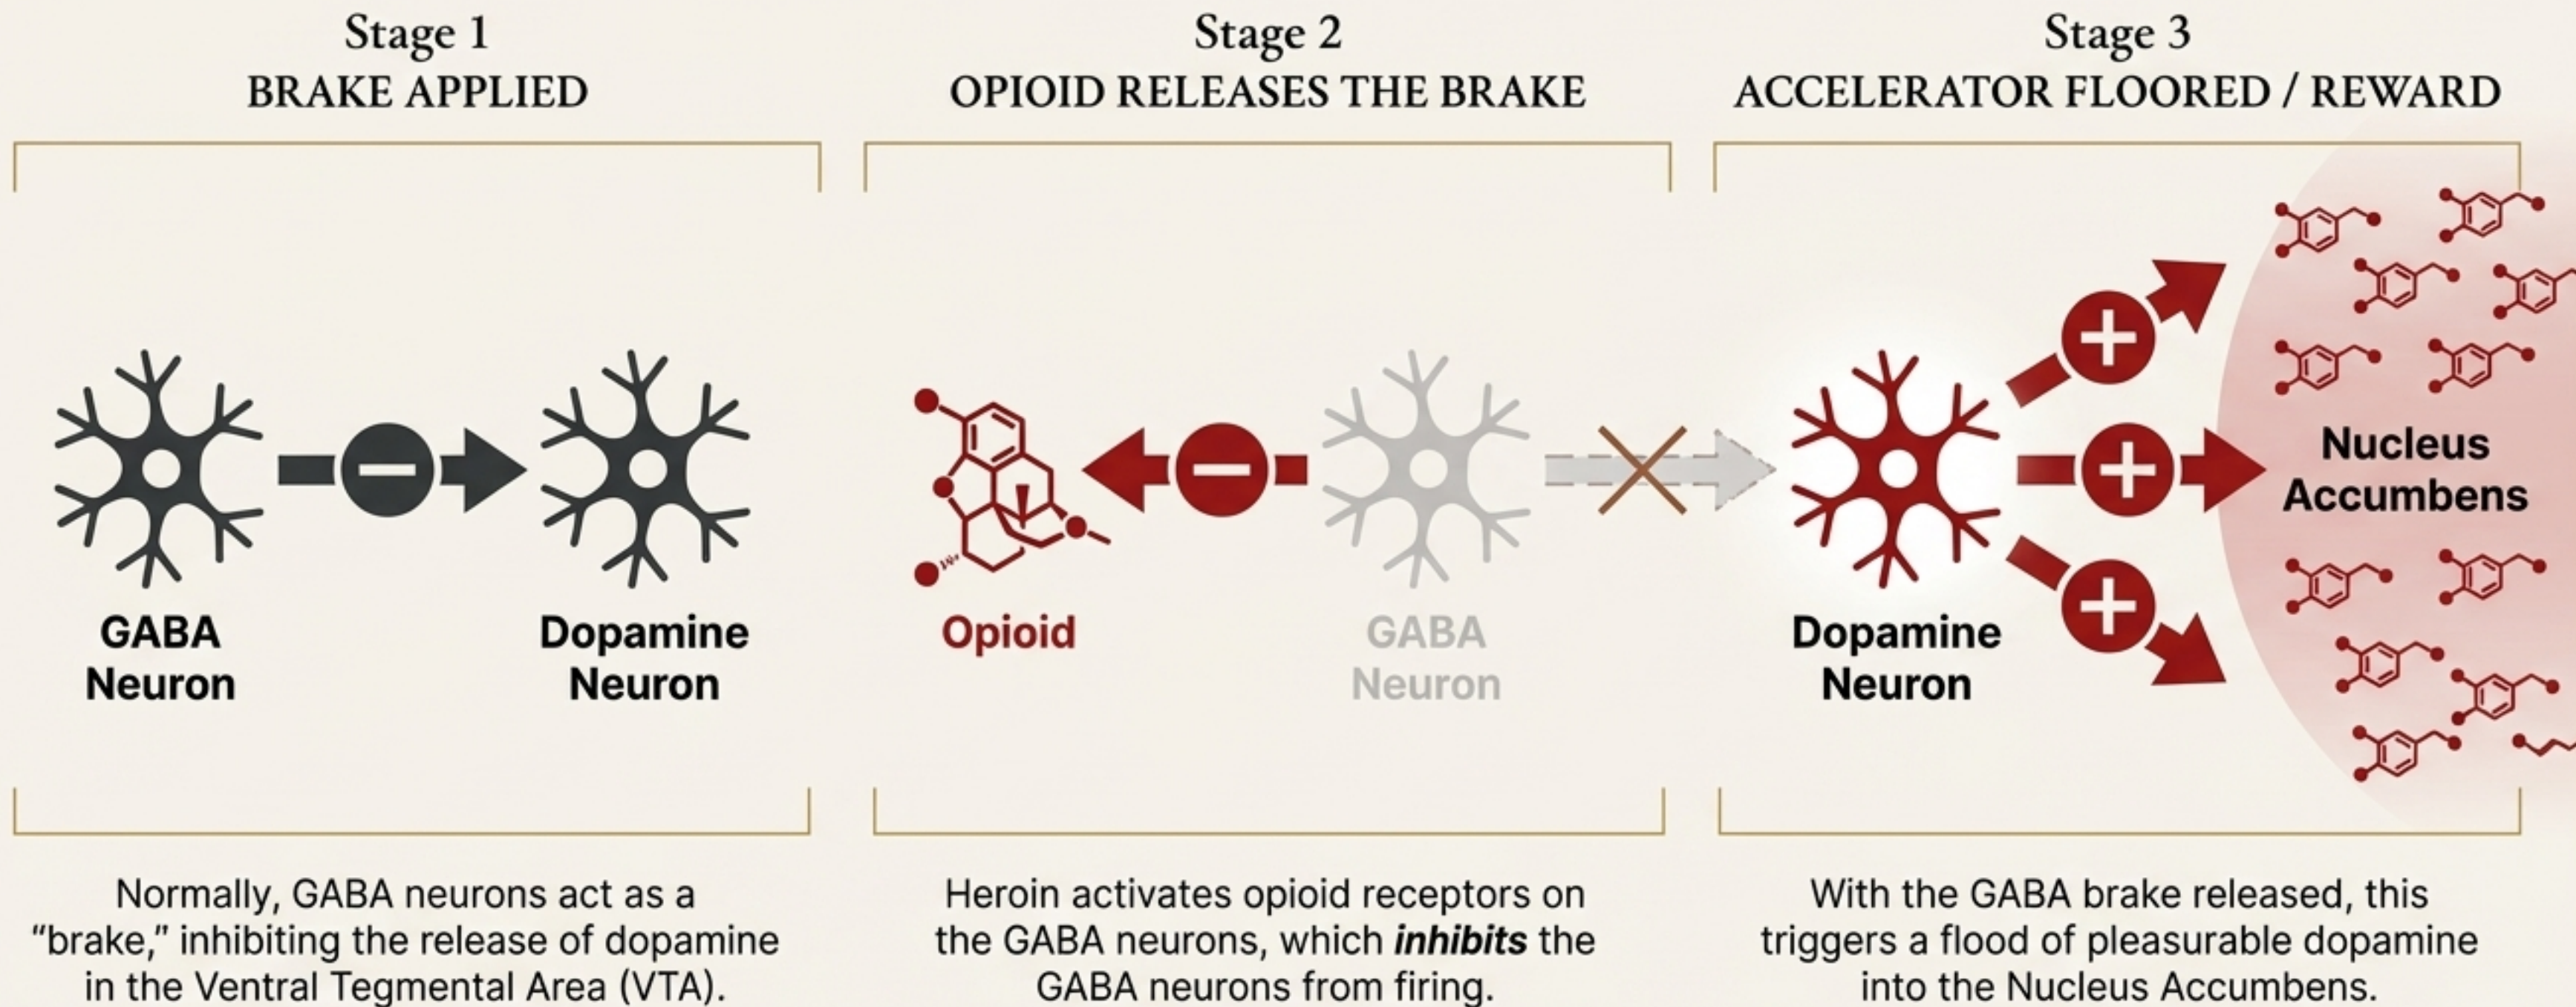 Stage 1
BRAKE APPLIED
GABA
Neuron
Dopamine
Neuron
Normally, GABA neurons act as a
“brake,” inhibiting the release of dopamine
in the Ventral Tegmental Area (VTA).
Stage 2
OPIOID RELEASES THE BRAKE
Opioid
GABA
Neuron
Heroin activates opioid receptors on
the GABA neurons, which inhibits the
GABA neurons from firing.
Stage 3
ACCELERATOR FLOORED / REWARD
Dopamine
Neuron
Nucleus
Accumbens
With the GABA brake released, this
triggers a flood of pleasurable dopamine
into the Nucleus Accumbens.